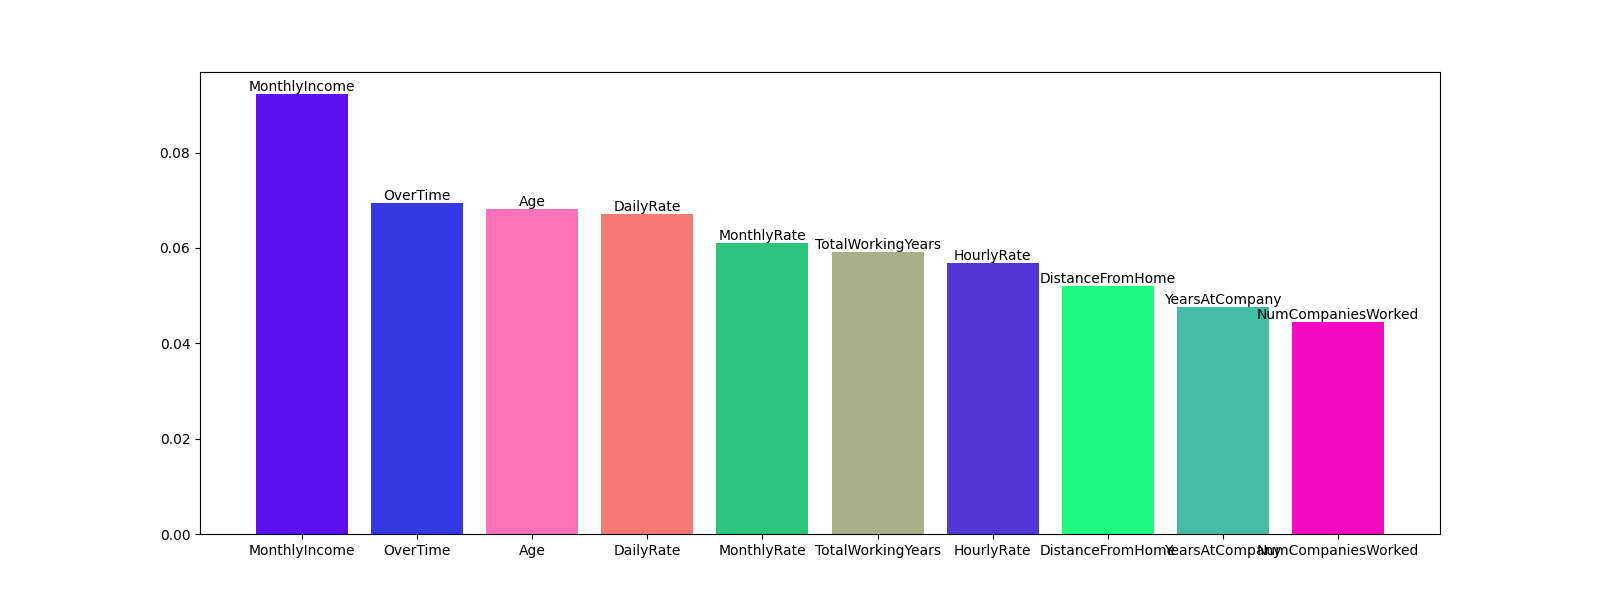 MonthlyIncome
OverTime
Age
DailyRate
MonthlyRate
TotalWorkingYears
HourlyRate
DistanceFromHome
YearsAtCompany
NumCompaniesWorked
0.08
0.06
0.04
0.02
0.00
MonthlyIncome OverTime Age DailyRate MonthlyRate TotalWorkingYears HourlyRate DistanceFromHome YearsAtCompany NumCompaniesWorked